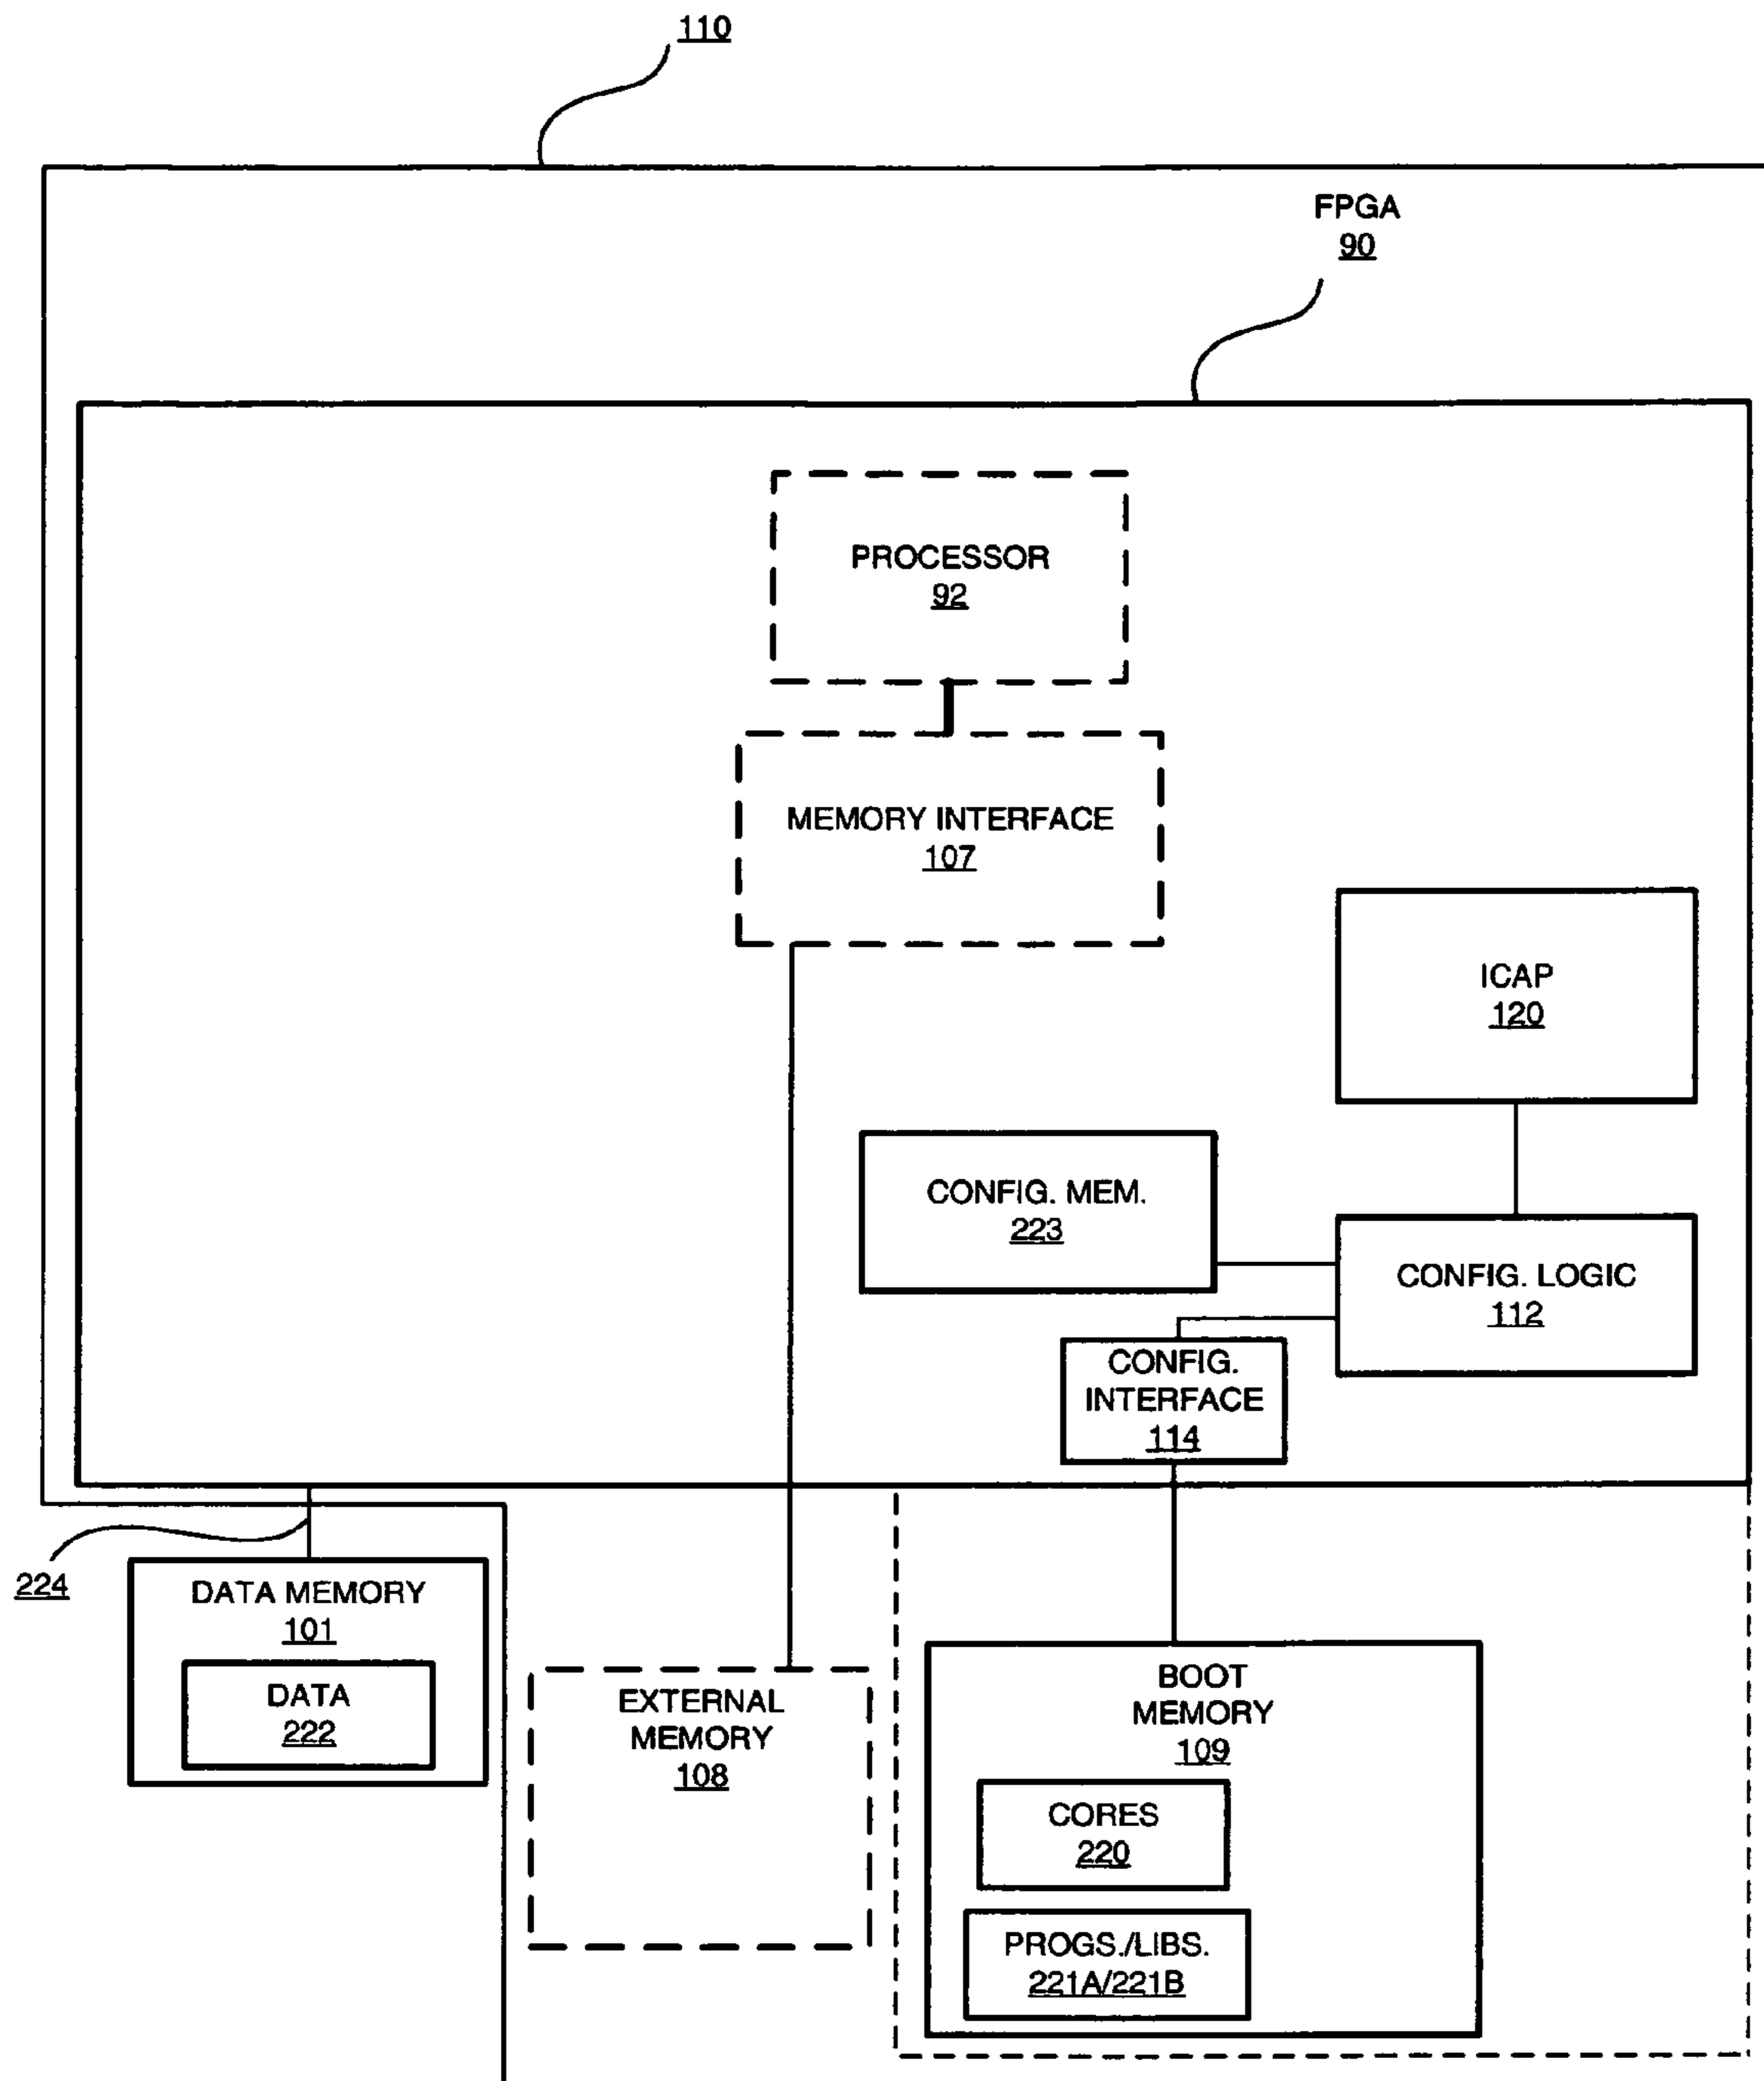 110
FPGA
90
PROCESSOR
92
MEMORY INTERFACE
107
ICAP
120
CONFIG. MEM.
223
CONFIG. LOGIC
112
CONFIG.
INTERFACE
114
224
DATA MEMORY
101
DATA
222
EXTERNAL
MEMORY
108
BOOT
MEMORY
109
CORES
220
PROGS./LIBS.
221A/221B